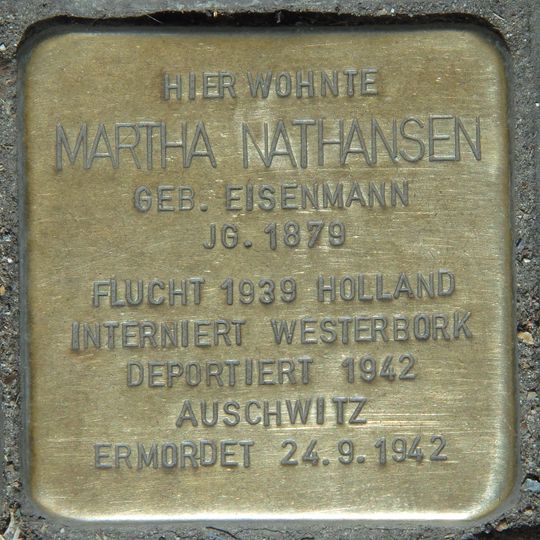 HIER WOHNTE
MARTHA NATHANSEN
GEB. EISENMANN
JG. 1879
FLUCHT 1939 HOLLAND
INTERNIERT WESTERBORK
DEPORTIERT 1942
AUSCHWITZ
ERMORDET 24.9.1942